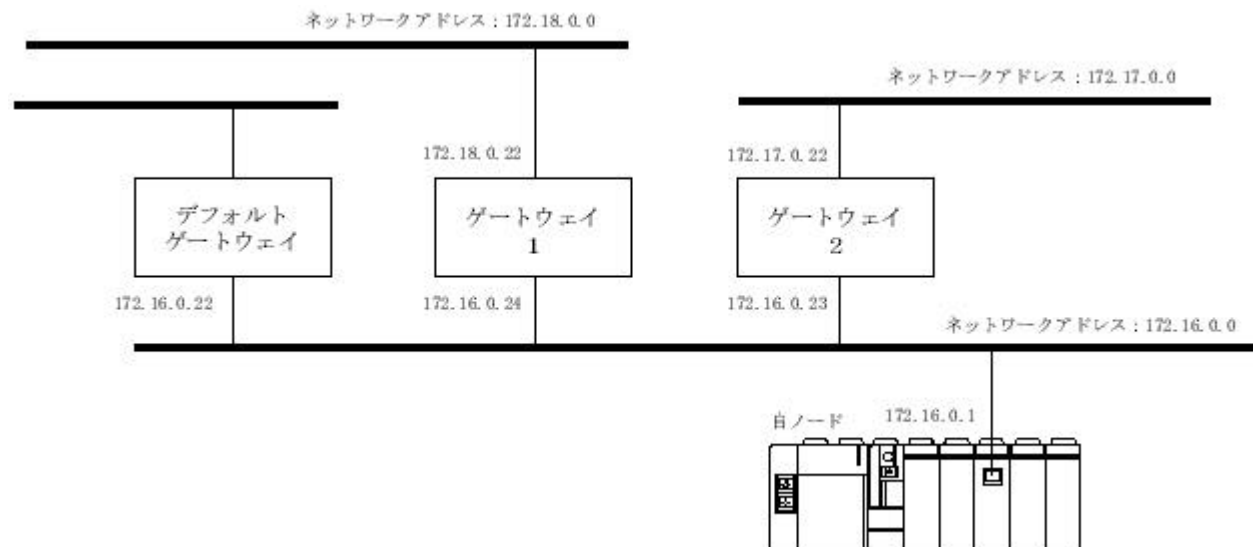 ネットワークアドレス：172.18.0.0
ネットワークアドレス：172.17.0.0
172.18.0.22
172.17.0.22
デフォルト
ゲートウェイ
ゲートウェイ
1
ゲートウェイ
2
172.16.0.22
172.16.0.24
172.16.0.23
ネットワークアドレス：172.16.0.0
自ノード
172.16.0.1